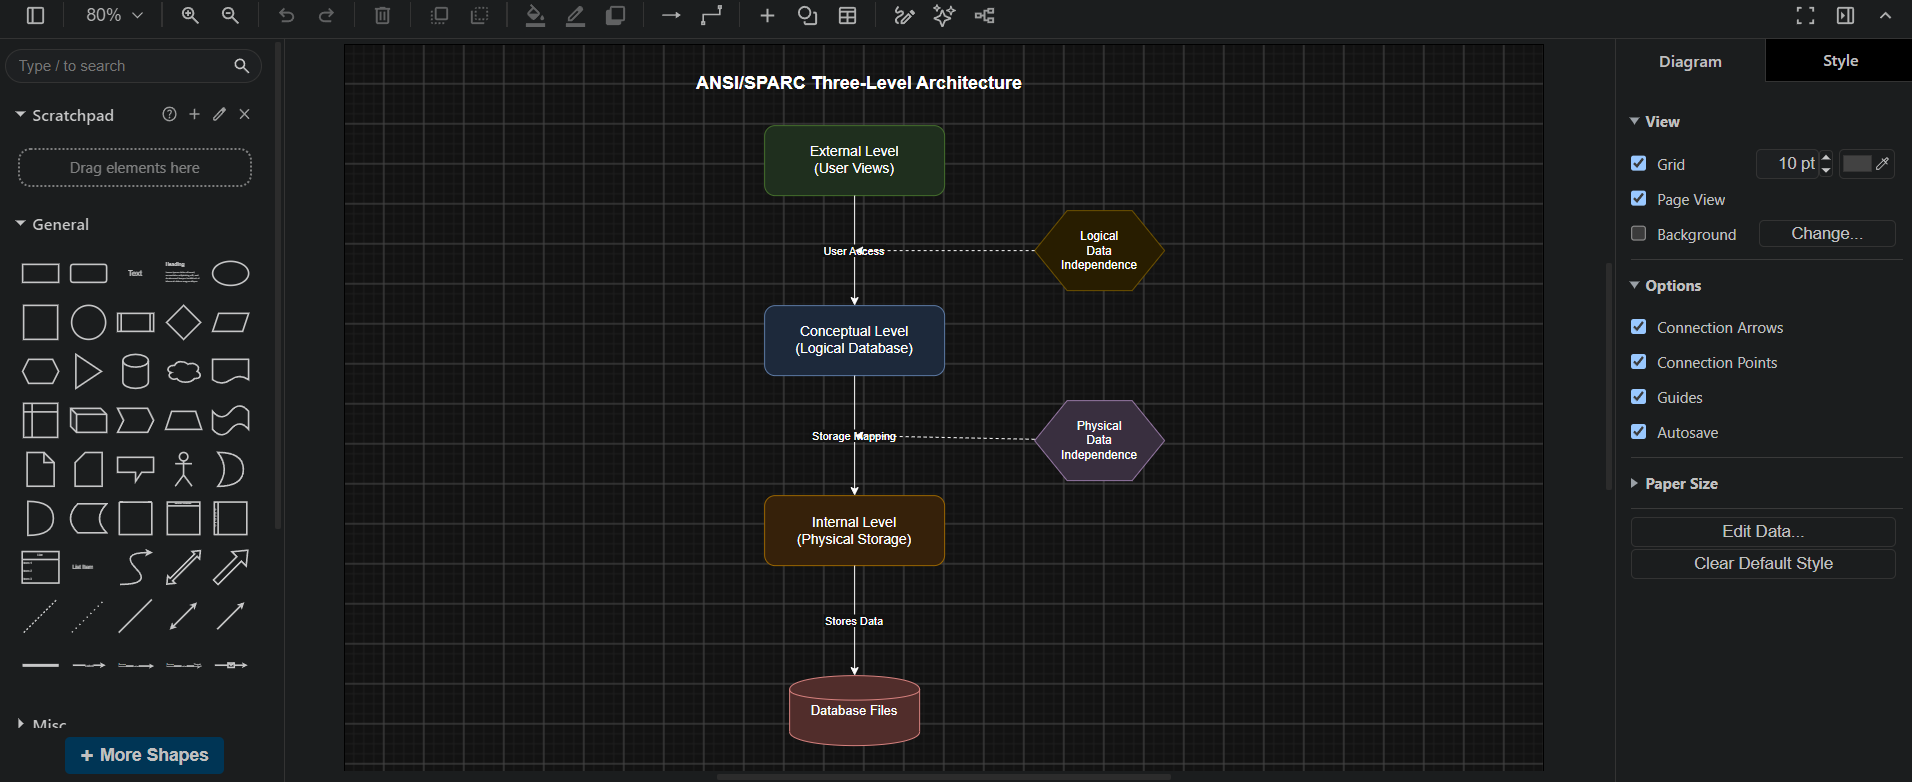 80%
Type / to search
Scratchpad
Drag elements here
General
Text
Heading
List Item
Misc
+ More Shapes
ANSI/SPARC Three-Level Architecture
External Level
(User Views)
User Access
Logical
Data
Independence
Conceptual Level
(Logical Database)
Storage Mapping
Physical
Data
Independence
Internal Level
(Physical Storage)
Stores Data
Database Files
Diagram
Style
View
Grid
10 pt
Page View
Background
Change...
Options
Connection Arrows
Connection Points
Guides
Autosave
Paper Size
Edit Data...
Clear Default Style